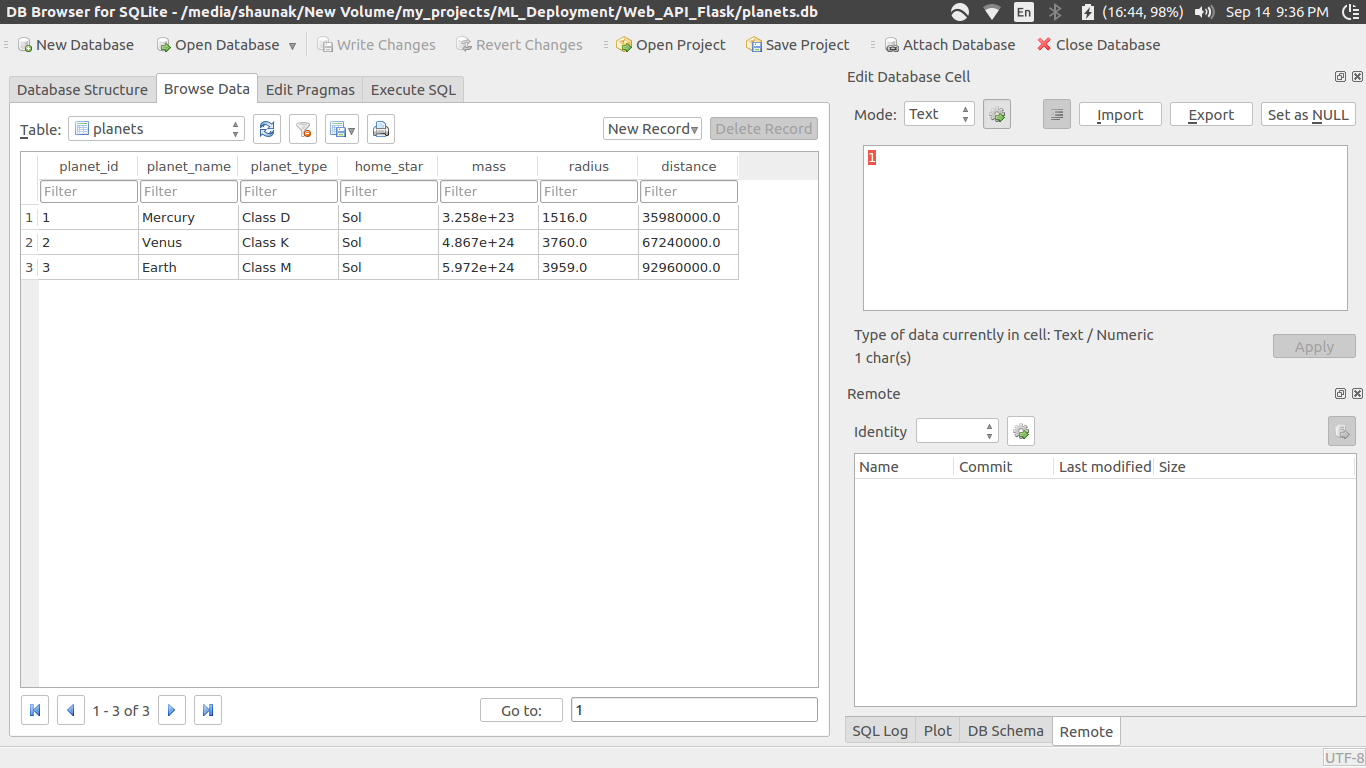 DB Browser for SQLite - /media/shaunak/New Volume/my_projects/ML_Deployment/Web_API_Flask/planets.db En (16:44, 98%) Sep 14 9:36 PM
New Database Open Database Write Changes Revert Changes Open Project Save Project Attach Database Close Database
Database Structure Browse Data Edit Pragmas Execute SQL
Table: planets New Record Delete Record
planet_id planet_name planet_type home_star mass radius distance
Filter Filter Filter Filter Filter Filter Filter
1 1 Mercury Class D Sol 3.258e+23 1516.0 35980000.0
2 2 Venus Class K Sol 4.867e+24 3760.0 67240000.0
3 3 Earth Class M Sol 5.972e+24 3959.0 92960000.0
1 - 3 of 3 Go to: 1
Edit Database Cell
Mode: Text Import Export Set as NULL
1
Type of data currently in cell: Text / Numeric
1 char(s)
Apply
Remote
Identity
Name Commit Last modified Size
SQL Log Plot DB Schema Remote
UTF-8